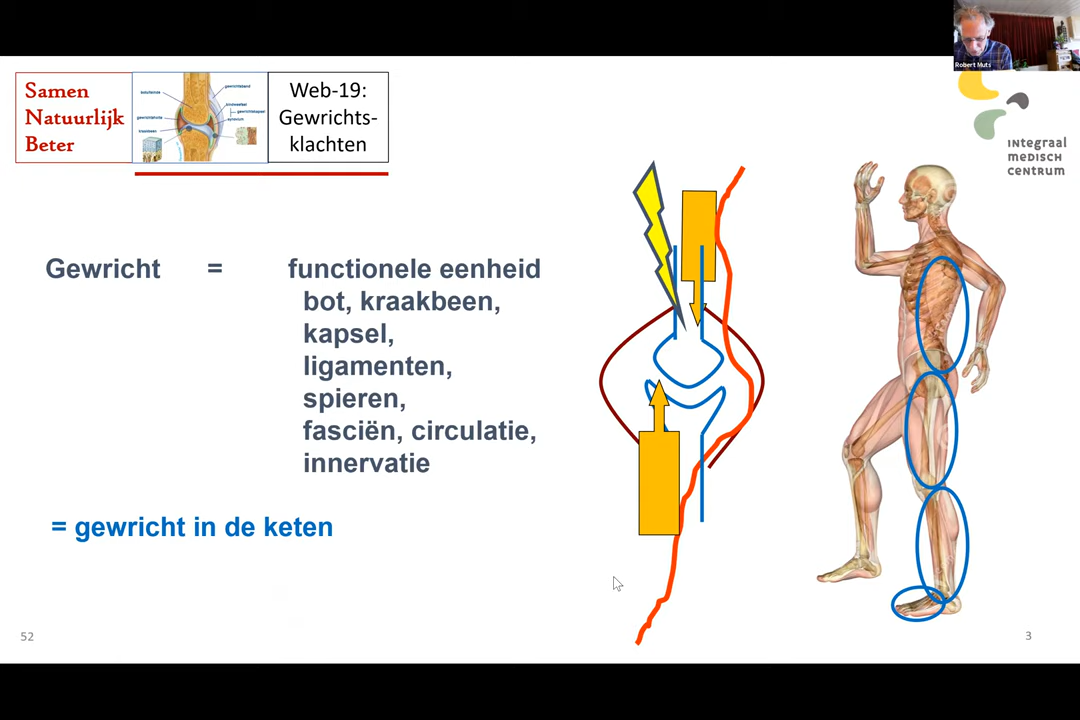 Robert Muts
Samen
Natuurlijk
Beter
Web-19:
Gewrichts-
klachten
integraal
medisch
centrum
Gewricht = functionele eenheid
bot, kraakbeen,
kapsel,
ligamenten,
spieren,
fasciën, circulatie,
innervatie
= gewricht in de keten
52
3